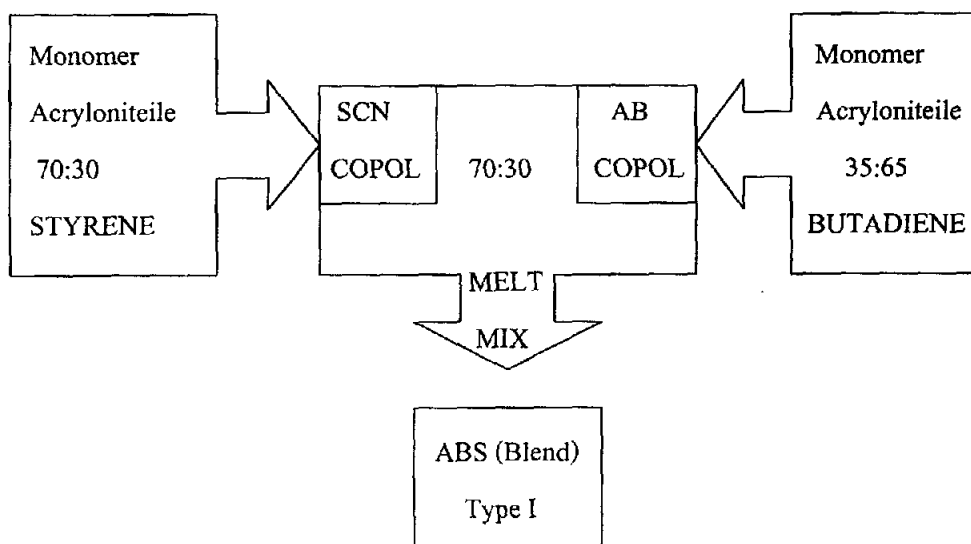 Monomer
Acryloniteile
70:30
STYRENE
SCN
COPOL
70:30
AB
COPOL
Monomer
Acryloniteile
35:65
BUTADIENE
MELT
MIX
ABS (Blend)
Type I